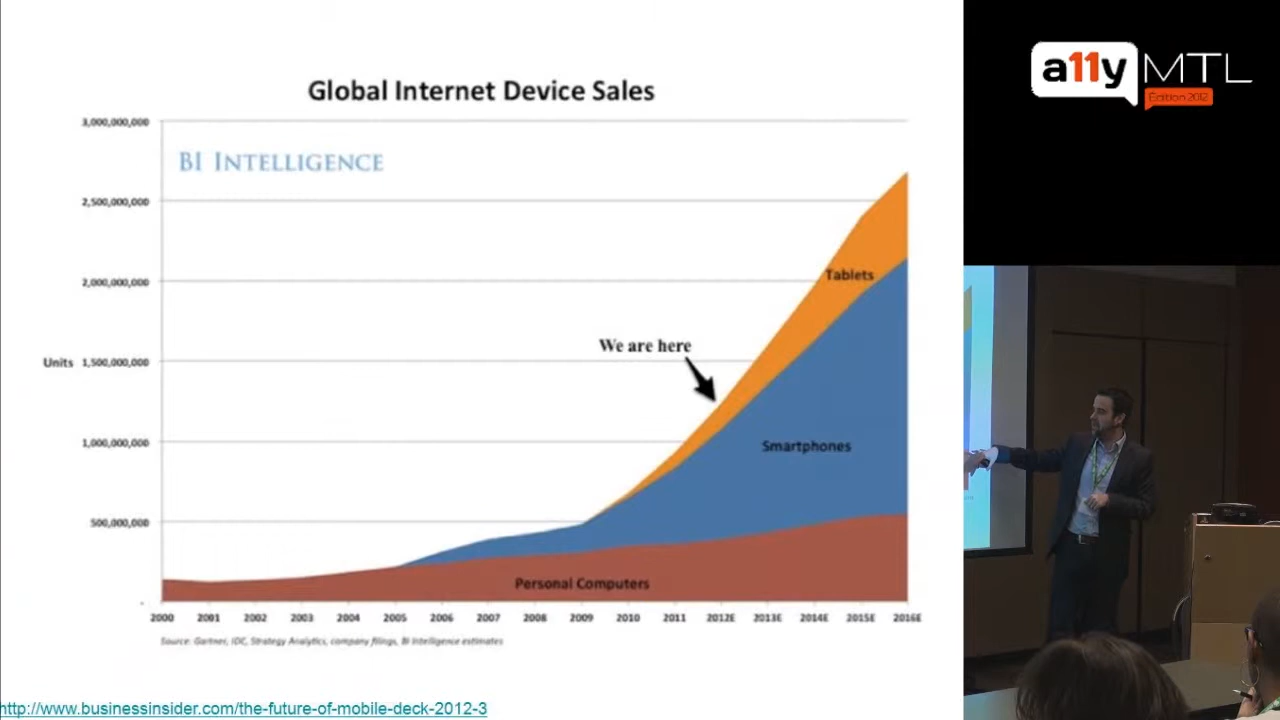 Global Internet Device Sales
3,000,000,000
BI INTELLIGENCE
2,500,000,000
2,000,000,000
Tablets
We are here
Units 1,500,000,000
1,000,000,000
Smartphones
500,000,000
Personal Computers
-
2000 2001 2002 2003 2004 2005 2006 2007 2008 2009 2010 2011 2012E 2013E 2014E 2015E 2016E
Source: Gartner, IDC, Strategy Analytics, company filings, BI Intelligence estimates
http://www.businessinsider.com/the-future-of-mobile-deck-2012-3
a11y MTL
Édition 2012